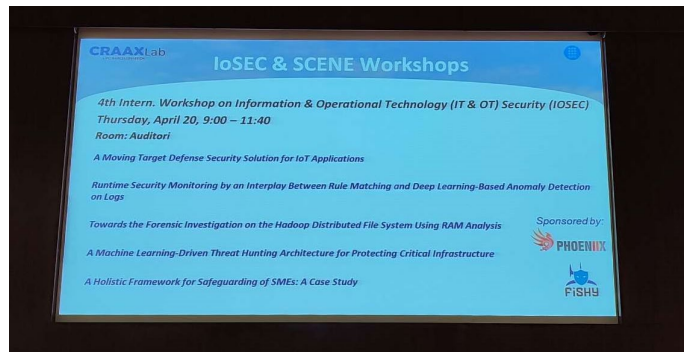 CRAAXLab
IoSEC & SCENE Workshops
4th Intern. Workshop on Information & Operational Technology (IT & OT) Security (IOSEC)
Thursday, April 20, 9:00 – 11:40
Room: Auditori
A Moving Target Defense Security Solution for IoT Applications
Runtime Security Monitoring by an Interplay Between Rule Matching and Deep Learning-Based Anomaly Detection
on Logs
Towards the Forensic Investigation on the Hadoop Distributed File System Using RAM Analysis
Sponsored by:
PHOENIIX
A Machine Learning-Driven Threat Hunting Architecture for Protecting Critical Infrastructure
A Holistic Framework for Safeguarding of SMEs: A Case Study
FISHY